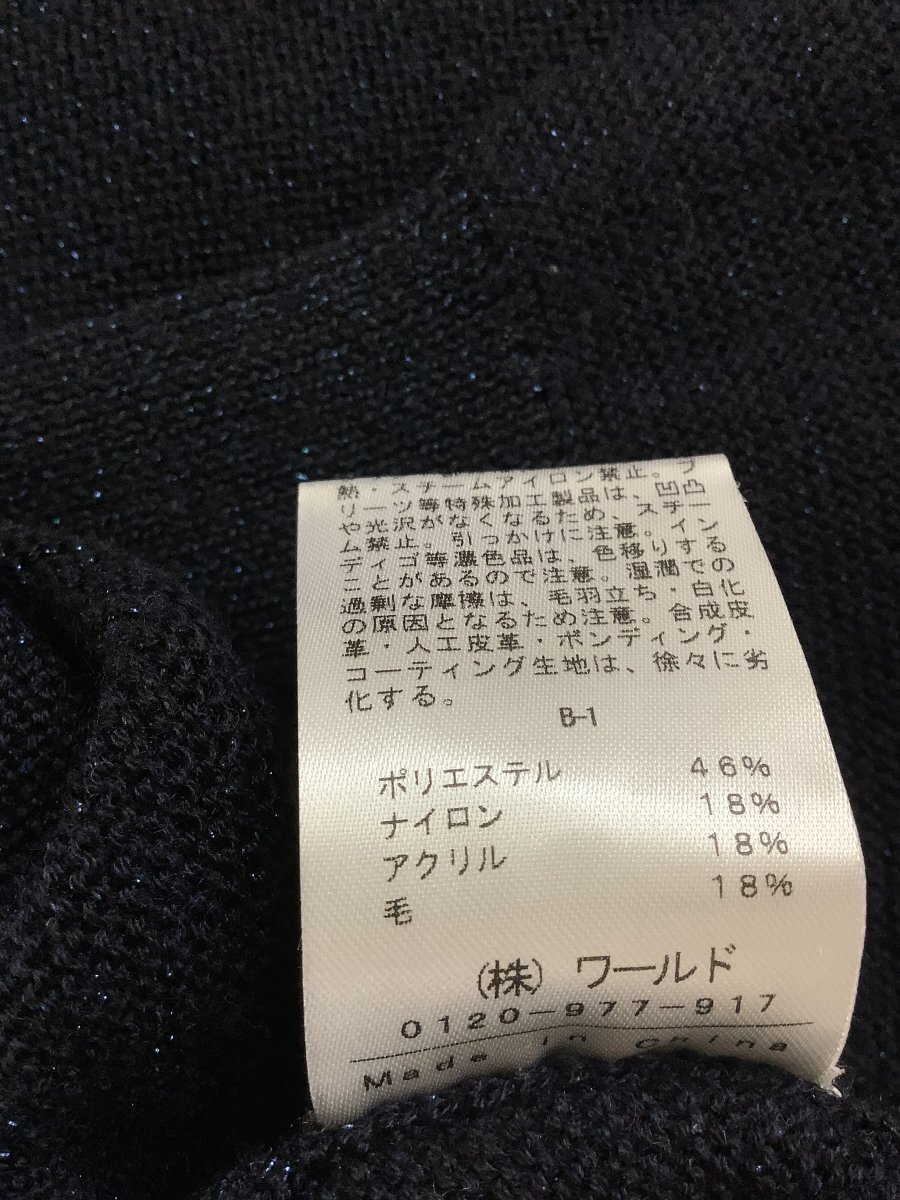 熱・スチームアイロン禁止。プ
リーツ等特殊加工製品は、凹凸
や光沢がなくなるため、スチー
ム禁止。引っかけに注意。イン
ディゴ等濃色品は、色移りする
ことがあるので注意。湿潤での
過剰な摩擦は、毛羽立ち・白化
の原因となるため注意。合成皮
革・人工皮革・ボンディング・
コーティング生地は、徐々に劣
化する。
B-1
ポリエステル 46%
ナイロン 18%
アクリル 18%
毛 18%
(株) ワールド
0120-977-917
Made in China